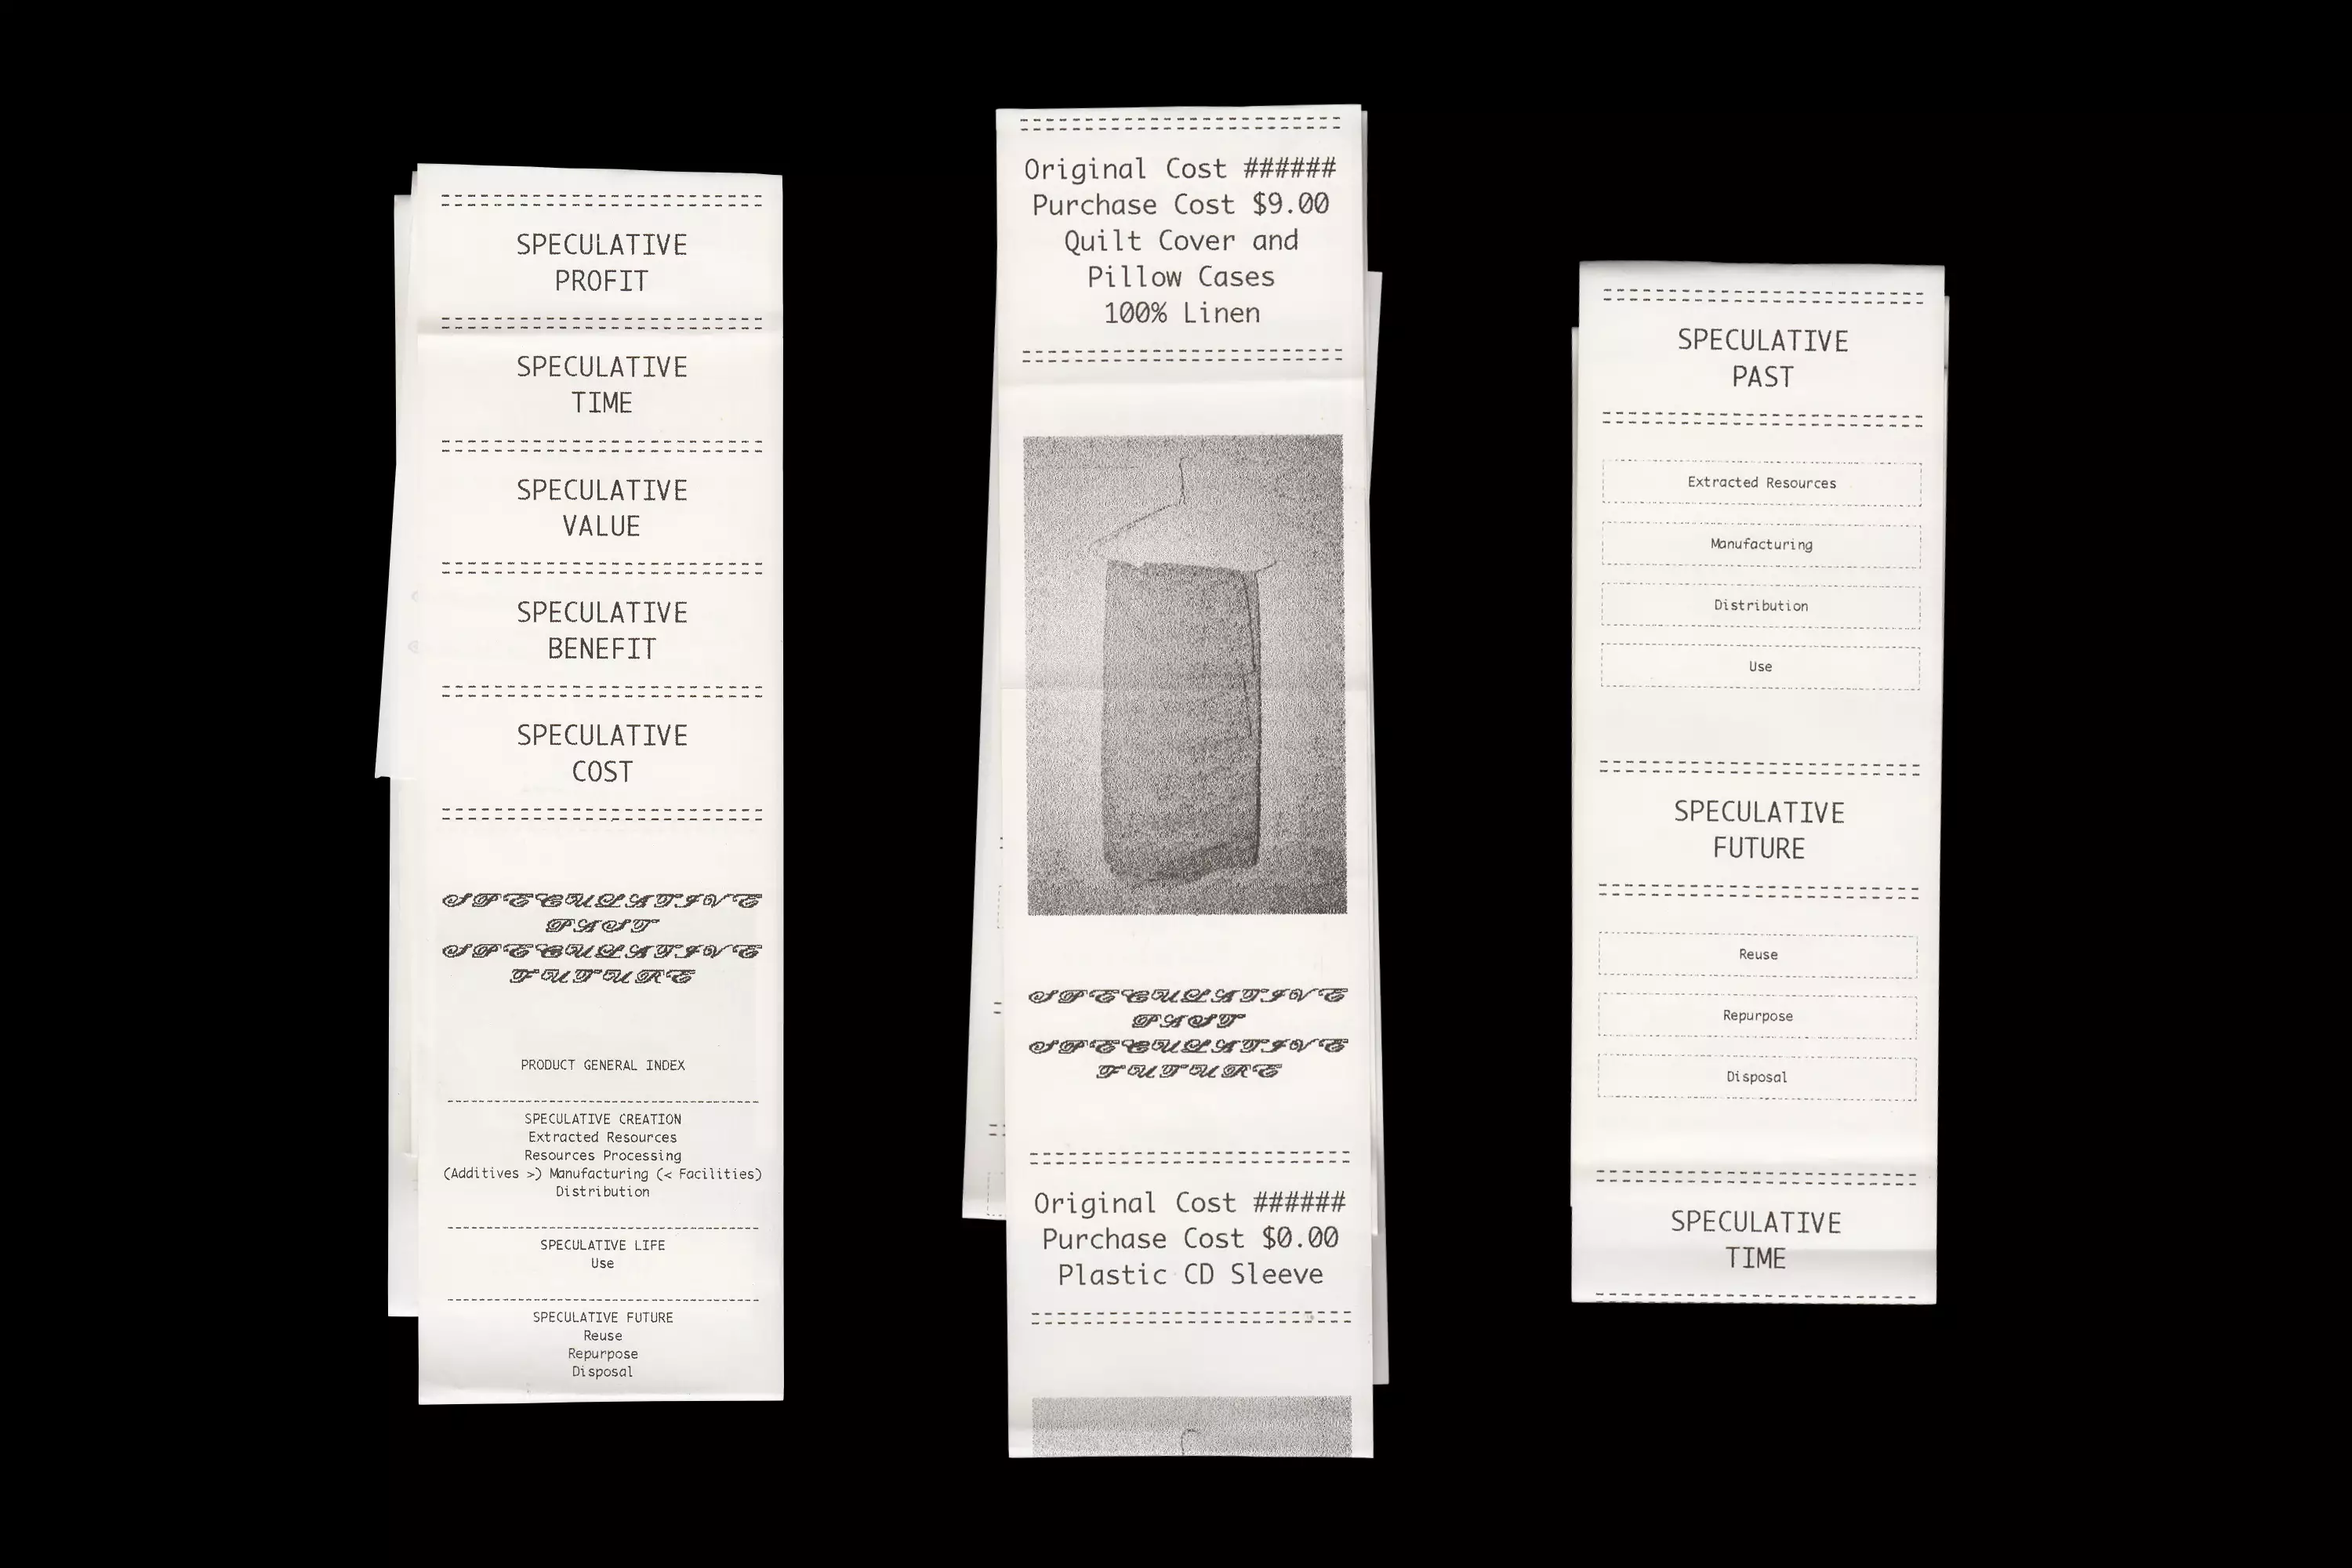 SPECULATIVE
PROFIT
SPECULATIVE
TIME
SPECULATIVE
VALUE
SPECULATIVE
BENEFIT
SPECULATIVE
COST
SPECULATIVE
PAST
SPECULATIVE
FUTURE
PRODUCT GENERAL INDEX
SPECULATIVE CREATION
Extracted Resources
Resources Processing
(Additives >) Manufacturing (< Facilities)
Distribution
SPECULATIVE LIFE
Use
SPECULATIVE FUTURE
Reuse
Repurpose
Disposal
Original Cost ######
Purchase Cost $9.00
Quilt Cover and
Pillow Cases
100% Linen
SPECULATIVE
PAST
SPECULATIVE
FUTURE
Original Cost ######
Purchase Cost $0.00
Plastic CD Sleeve
SPECULATIVE
PAST
Extracted Resources
Manufacturing
Distribution
Use
SPECULATIVE
FUTURE
Reuse
Repurpose
Disposal
SPECULATIVE
TIME